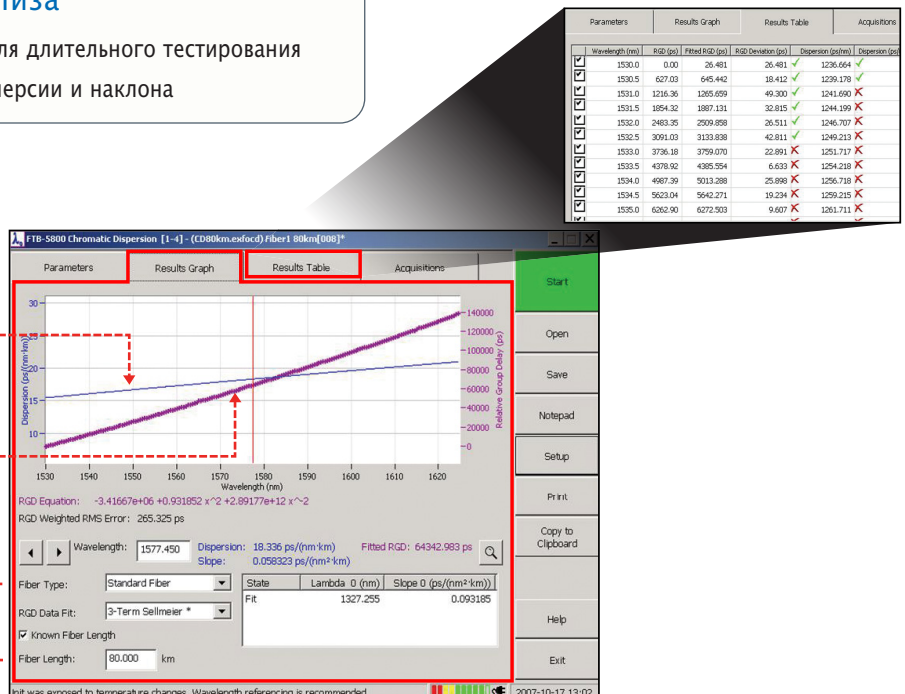 лиза
ля длительного тестирования
персии и наклона
Parameters Results Graph Results Table Acquisitions
Wavelength (nm) RGD (ps) Fitted RGD (ps) RGD Deviation (ps) Dispersion (ps/nm) Dispersion (ps/
1530.0 0.00 26.481 26.481 1236.664
1530.5 627.03 645.442 18.412 1239.178
1531.0 1216.36 1265.659 49.300 1241.690
1531.5 1854.32 1887.131 32.815 1244.199
1532.0 2483.35 2509.858 26.511 1246.707
1532.5 3091.03 3133.838 42.811 1249.213
1533.0 3736.18 3759.070 22.891 1251.717
1533.5 4378.92 4385.554 6.633 1254.218
1534.0 4987.39 5013.288 25.898 1256.718
1534.5 5623.04 5642.271 19.234 1259.215
1535.0 6262.90 6272.503 9.607 1261.711
FTB-5800 Chromatic Dispersion [1-4] - (CD80km.exfocd) Fiber1 80km[008]*
Parameters Results Graph Results Table Acquisitions
Start
Open
Save
Notepad
Setup
Print
Copy to
Clipboard
Help
Exit
Dispersion (ps/(nm·km))
30
25
20
15
10
140000
120000
100000
80000
60000
40000
20000
0
Relative Group Delay (ps)
1530 1540 1550 1560 1570 1580 1590 1600 1610 1620
Wavelength (nm)
RGD Equation: -3.41667e+06 +0.931852 x^2 +2.89177e+12 x^-2
RGD Weighted RMS Error: 265.325 ps
Wavelength: 1577.450 Dispersion: 18.336 ps/(nm·km) Fitted RGD: 64342.983 ps
Slope: 0.058323 ps/(nm²·km)
Fiber Type: Standard Fiber
State Lambda 0 (nm) Slope 0 (ps/(nm²·km))
Fit 1327.255 0.093185
RGD Data Fit: 3-Term Sellmeier *
Known Fiber Length
Fiber Length: 80.000 km
Init was exposed to temperature changes. Wavelength referencing is recommended
2007-10-17 13:02